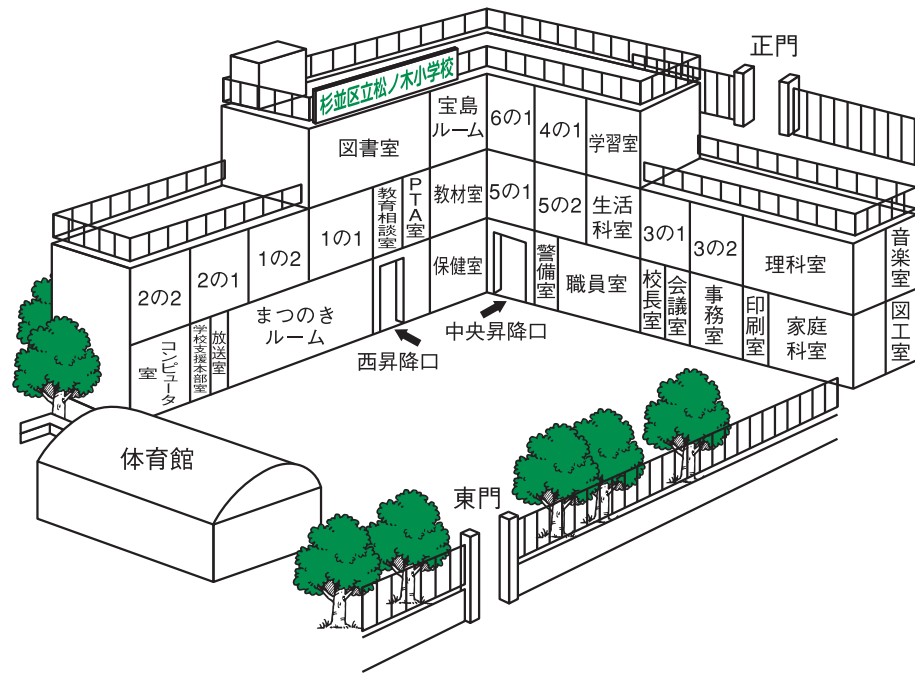 正門
杉並区立松ノ木小学校
図書室
宝島
ルーム
6の1
4の1
学習室
2の2
2の1
1の2
1の1
教育相談室
PTA室
教材室
5の1
5の2
生活
科室
3の1
3の2
理科室
音楽室
コンピュータ
室
学校支援本部室
放送室
まつのき
ルーム
保健室
警備室
職員室
校長室
会議室
事務室
印刷室
家庭
科室
図工室
西昇降口
中央昇降口
体育館
東門